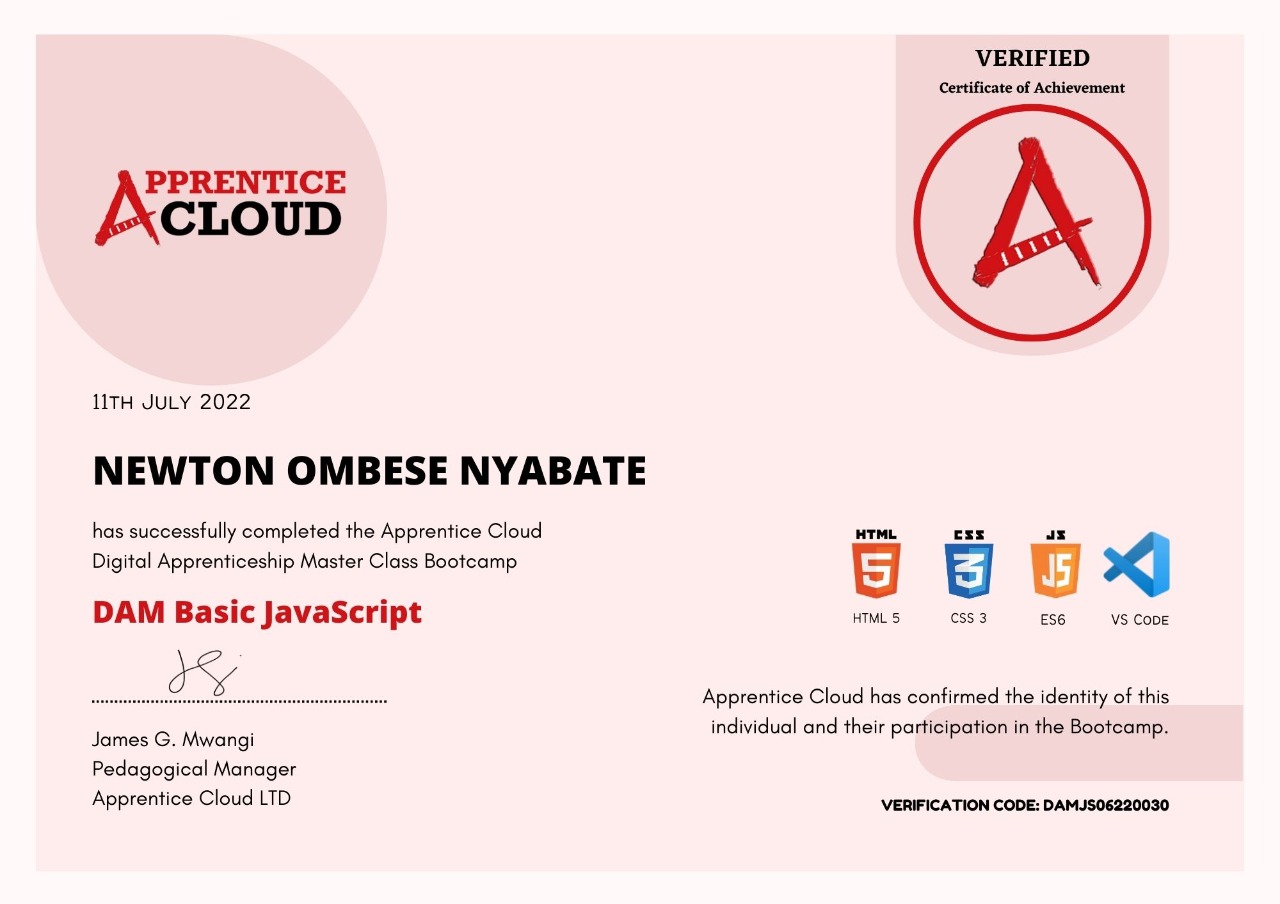 VERIFIED
Certificate of Achievement
APPRENTICE
CLOUD
11TH JULY 2022
NEWTON OMBESE NYABATE
has successfully completed the Apprentice Cloud
Digital Apprenticeship Master Class Bootcamp
DAM Basic JavaScript
HTML CSS JS
5 3 JS
HTML 5 CSS 3 ES6 VS CODE
James G. Mwangi
Pedagogical Manager
Apprentice Cloud LTD
Apprentice Cloud has confirmed the identity of this
individual and their participation in the Bootcamp.
VERIFICATION CODE: DAMJS06220030